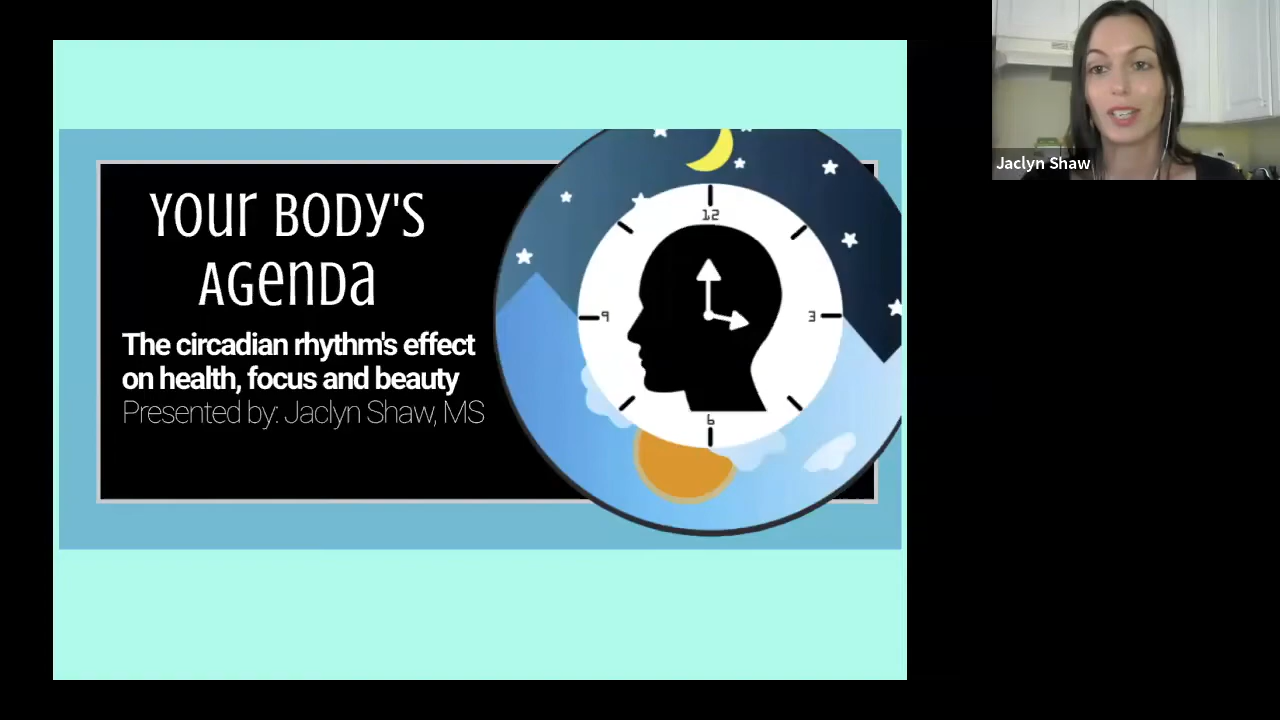 Your Body's
Agenda
The circadian rhythm's effect
on health, focus and beauty
Presented by: Jaclyn Shaw, MS
12
9
3
6
Jaclyn Shaw